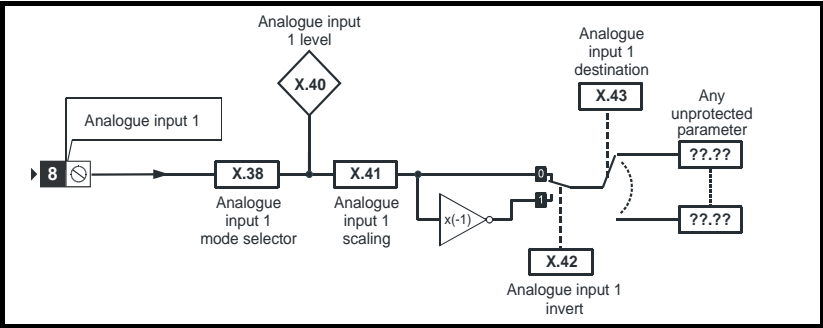 Analogue input
1 level
X.40
Analogue
input 1
destination
X.43
Any
unprotected
parameter
??.??
Analogue input 1
8
X.38
X.41
0
1
x(-1)
??.??
Analogue
input 1
mode selector
Analogue
input 1
scaling
X.42
Analogue input 1
invert